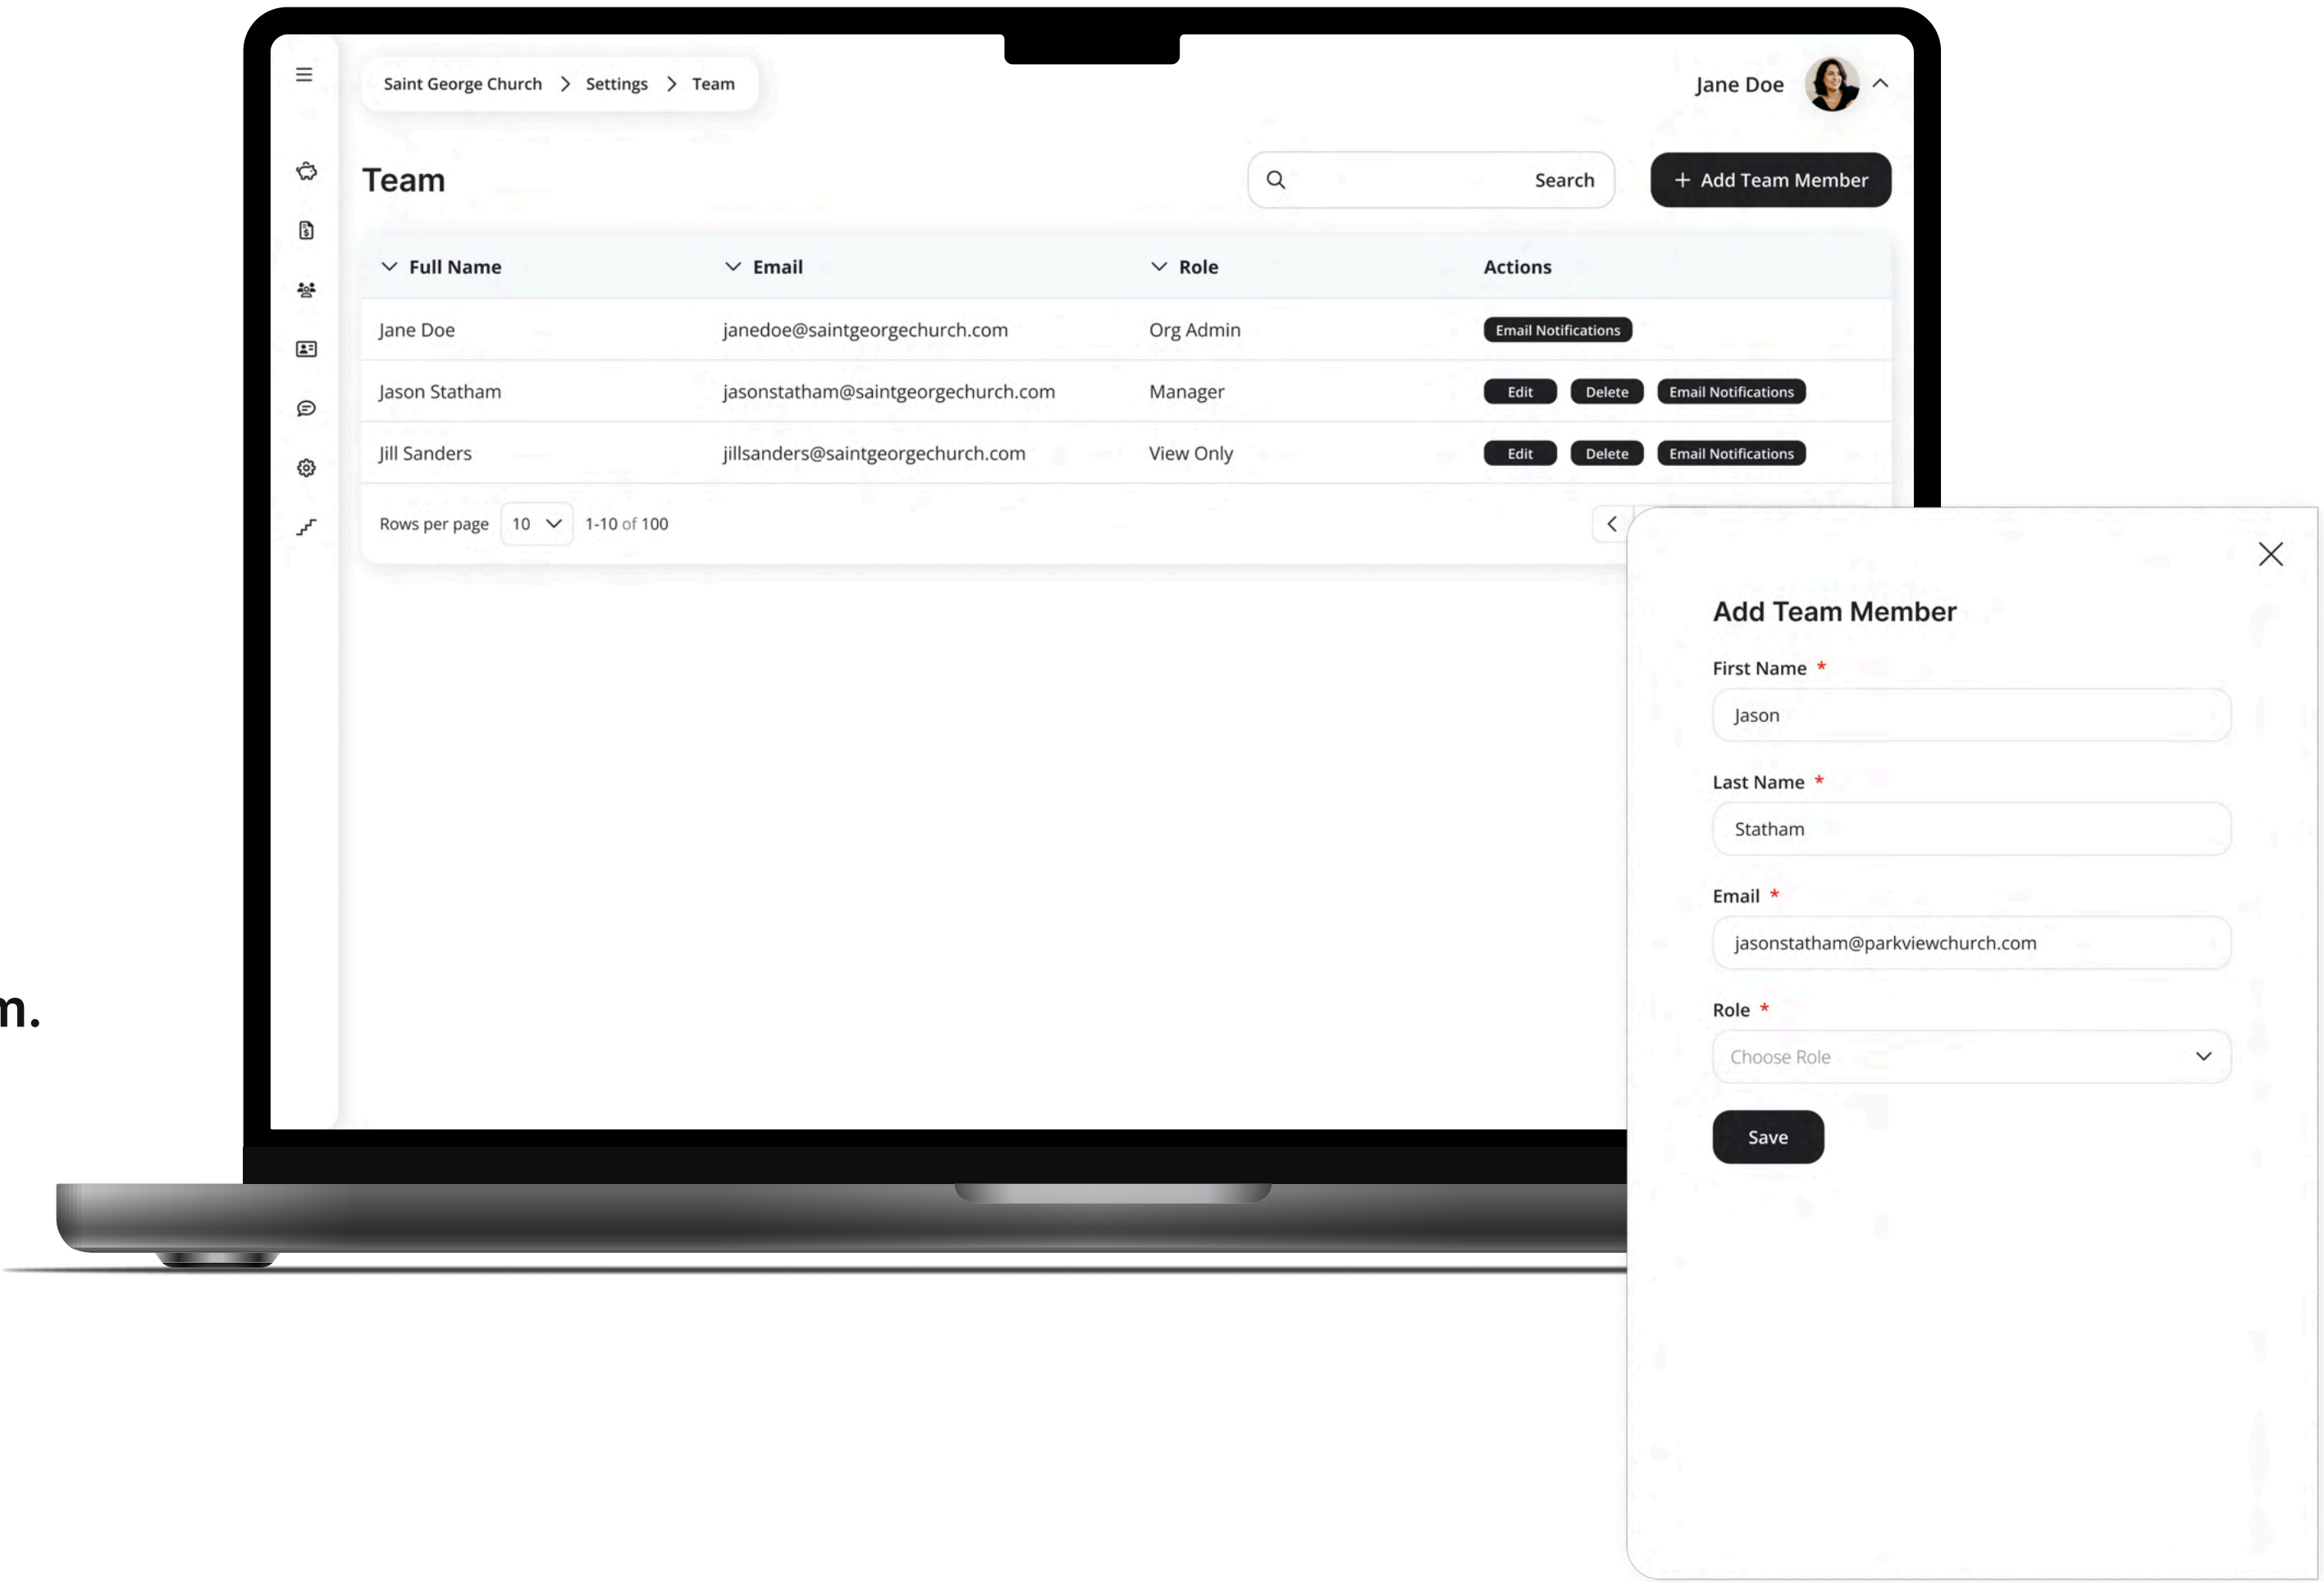 Saint George Church > Settings > Team
Jane Doe
Team
Search
+ Add Team Member
Full Name Email Role Actions
Jane Doe janedoe@saintgeorgechurch.com Org Admin Email Notifications
Jason Statham jasonstatham@saintgeorgechurch.com Manager Edit Delete Email Notifications
Jill Sanders jillsanders@saintgeorgechurch.com View Only Edit Delete Email Notifications
Rows per page 10 1-10 of 100
Add Team Member
First Name *
Jason
Last Name *
Statham
Email *
jasonstatham@parkviewchurch.com
Role *
Choose Role
Save